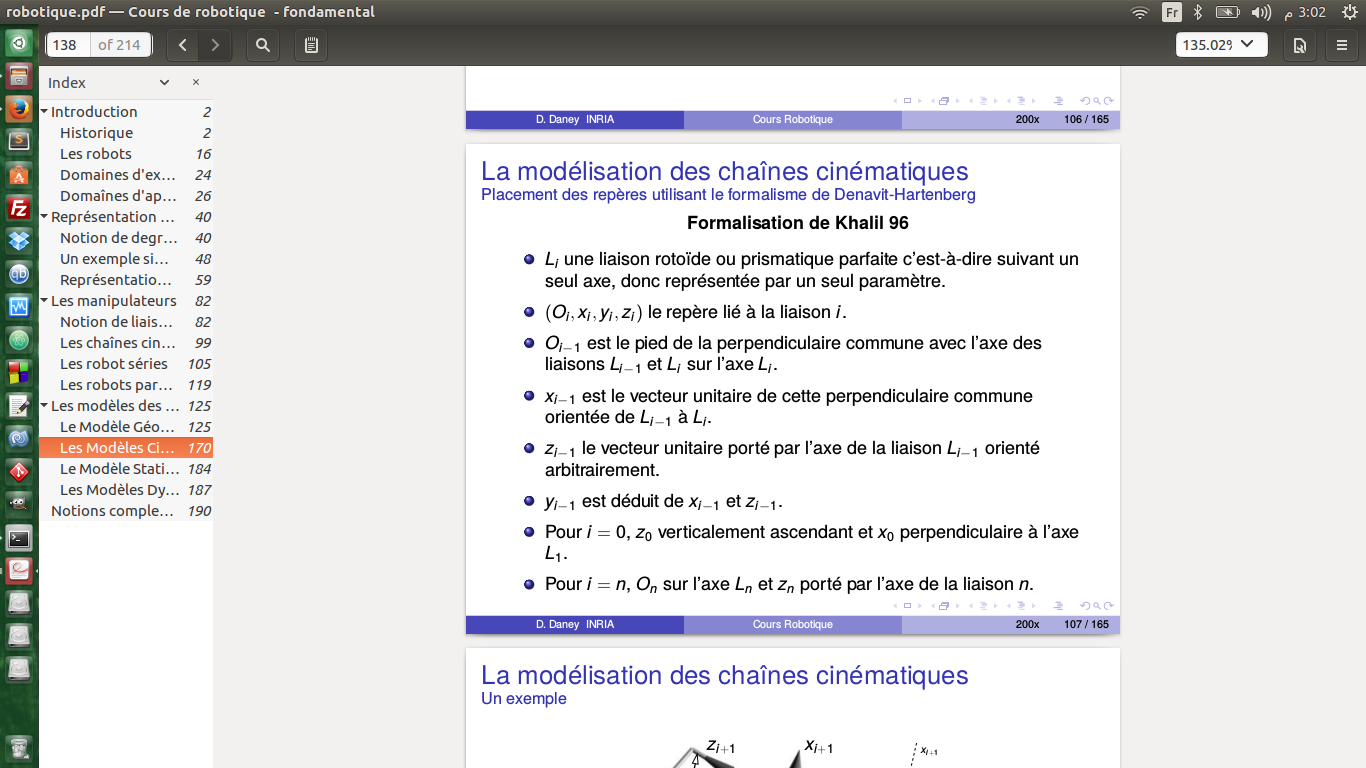 robotique.pdf — Cours de robotique - fondamental
Fr
3:02 م
138 of 214
135.02%
Index
Introduction 2
Historique 2
Les robots 16
Domaines d'ex... 24
Domaînes d'ap... 26
Représentation ... 40
Notion de degr... 40
Un exemple si... 48
Représentatio... 59
Les manipulateurs 82
Notion de liais... 82
Les chaînes cin... 99
Les robot séries 105
Les robots par... 119
Les modèles des ... 125
Le Modèle Géo... 125
Les Modèles Ci... 170
Le Modèle Stati... 184
Les Modèles Dy... 187
Notions comple... 190
D. Daney INRIA Cours Robotique 200x 106 / 165
La modélisation des chaînes cinématiques
Placement des repères utilisant le formalisme de Denavit-Hartenberg
Formalisation de Khalil 96
L_i une liaison rotoïde ou prismatique parfaite c'est-à-dire suivant un
seul axe, donc représentée par un seul paramètre.
(O_i, x_i, y_i, z_i) le repère lié à la liaison i.
O_{i−1} est le pied de la perpendiculaire commune avec l'axe des
liaisons L_{i−1} et L_i sur l'axe L_i.
x_{i−1} est le vecteur unitaire de cette perpendiculaire commune
orientée de L_{i−1} à L_i.
z_{i−1} le vecteur unitaire porté par l'axe de la liaison L_{i−1} orienté
arbitrairement.
y_{i−1} est déduit de x_{i−1} et z_{i−1}.
Pour i = 0, z_0 verticalement ascendant et x_0 perpendiculaire à l'axe
L_1.
Pour i = n, O_n sur l'axe L_n et z_n porté par l'axe de la liaison n.
D. Daney INRIA Cours Robotique 200x 107 / 165
La modélisation des chaînes cinématiques
Un exemple
z_{i+1}
x_{i+1}
x_{i+1}